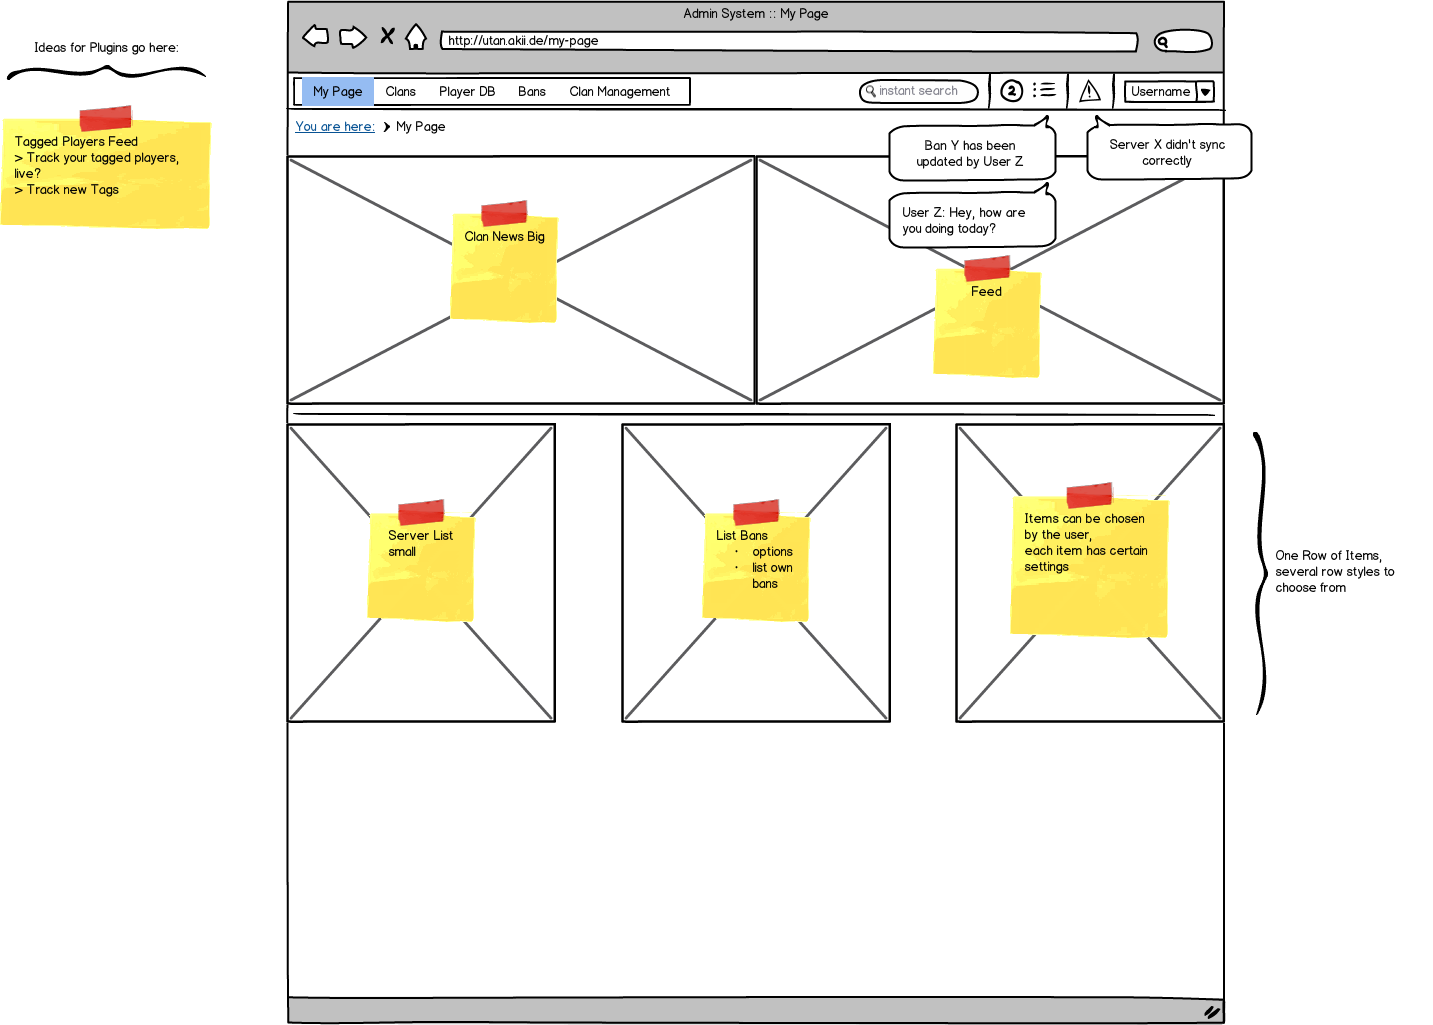 Admin System :: My Page
http://utan.akii.de/my-page
My Page Clans Player DB Bans Clan Management
instant search
2
Username
You are here: My Page
Ideas for Plugins go here:
Tagged Players Feed
> Track your tagged players,
live?
> Track new Tags
Ban Y has been
updated by User Z
Server X didn't sync
correctly
User Z: Hey, how are
you doing today?
Clan News Big
Feed
Server List
small
List Bans
· options
· list own
bans
Items can be chosen
by the user,
each item has certain
settings
One Row of Items,
several row styles to
choose from